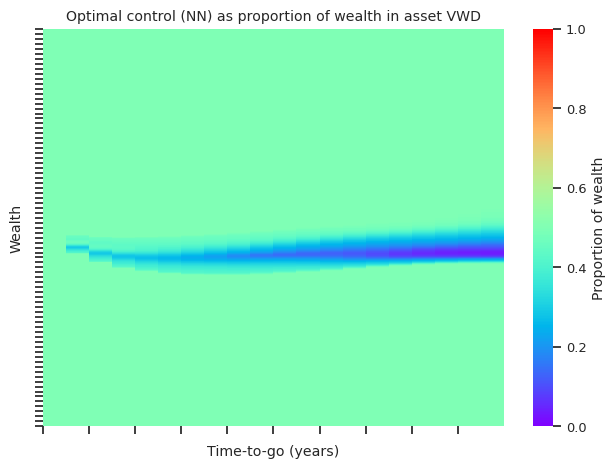 Optimal control (NN) as proportion of wealth in asset VWD
Wealth
Time-to-go (years)
1.0
0.8
0.6
0.4
0.2
0.0
Proportion of wealth